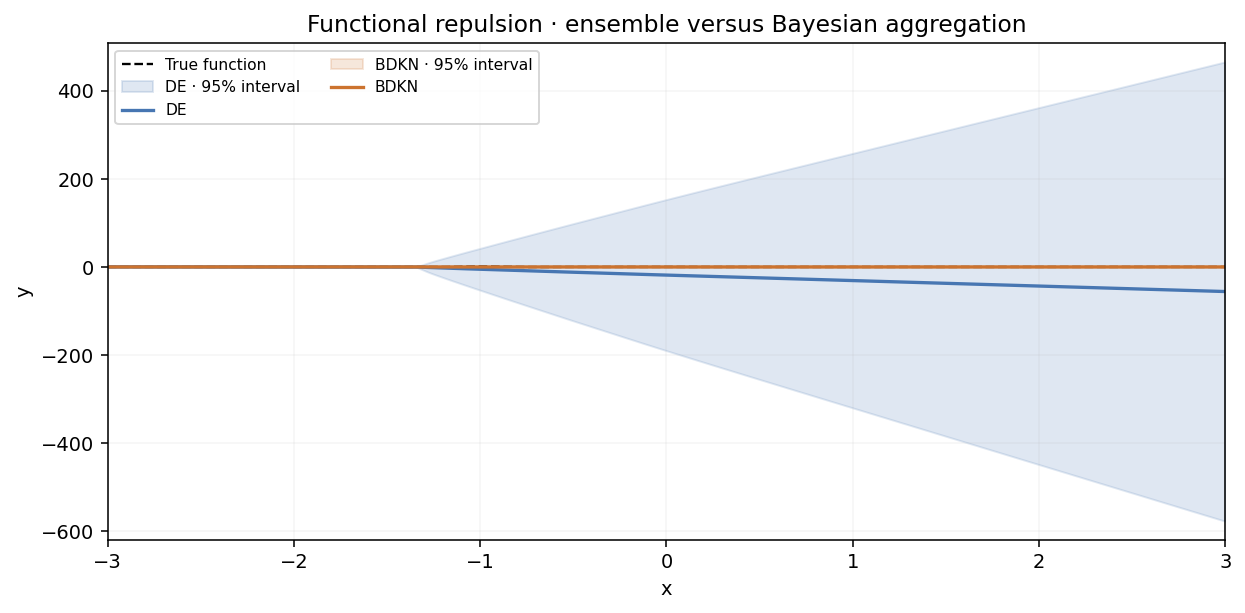 Functional repulsion · ensemble versus Bayesian aggregation
True function
DE · 95% interval
DE
BDKN · 95% interval
BDKN
400
200
0
−200
−400
−600
y
−3
−2
−1
0
1
2
3
x